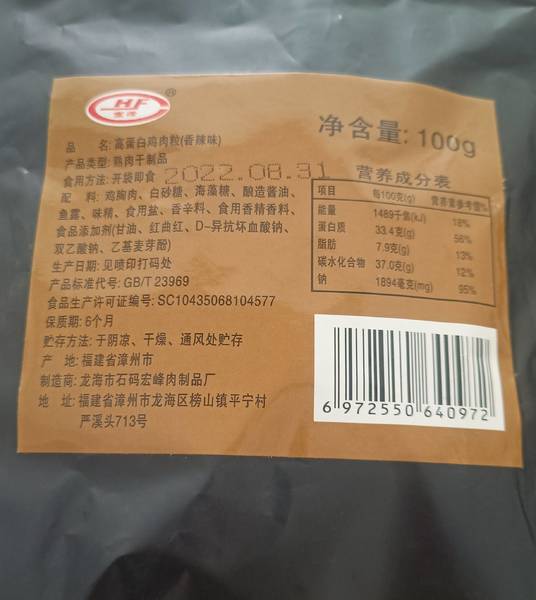 HF
®
净含量: 100g
品 名: 高蛋白鸡肉粒(香辣味)
产品类型: 熟肉干制品
食用方法: 开袋即食
2022.08.31
配 料: 鸡胸肉、白砂糖、海藻糖、酿造酱油、
鱼露、味精、食用盐、香辛料、食用香精香料、
食品添加剂(甘油、红曲红、D-异抗坏血酸钠、
双乙酸钠、乙基麦芽酚)
生产日期: 见喷印打码处
产品标准代号: GB/T 23969
食品生产许可证编号: SC10435068104577
保质期: 6个月
贮存方法: 于阴凉、干燥、通风处贮存
产 地: 福建省漳州市
制造商: 龙海市石码宏峰肉制品厂
地 址: 福建省漳州市龙海区榜山镇平宁村
严溪头713号
营养成分表
项目 每100克(g) 营养素参考值%
能量 1489千焦(kJ) 18%
蛋白质 33.4克(g) 56%
脂肪 7.9克(g) 13%
碳水化合物 37.0克(g) 12%
钠 1894毫克(mg) 95%
6 972550 640972